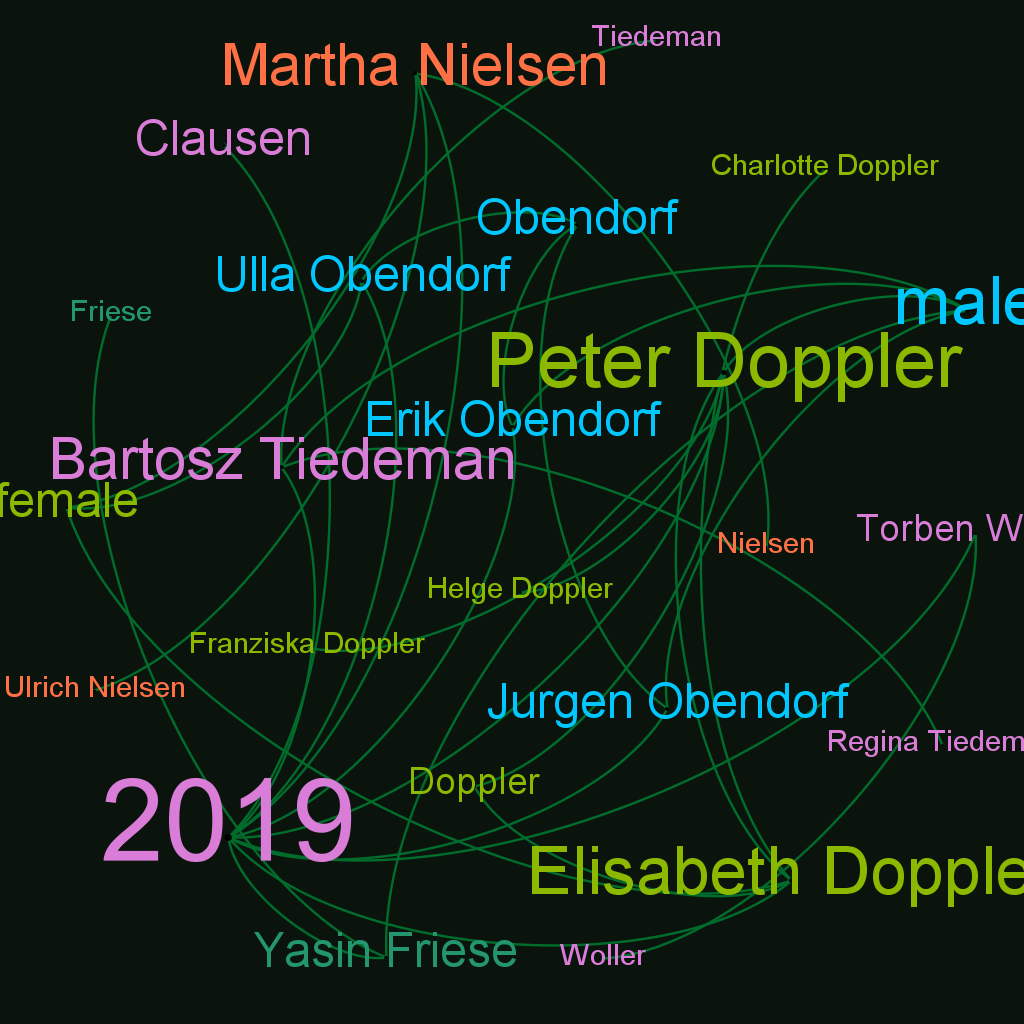 Tiedeman
Martha Nielsen
Clausen
Charlotte Doppler
Obendorf
Ulla Obendorf
male
Friese
Peter Doppler
Erik Obendorf
Bartosz Tiedeman
female
Torben W
Nielsen
Helge Doppler
Franziska Doppler
Ulrich Nielsen
Jurgen Obendorf
Regina Tiedem
Doppler
2019
Elisabeth Dopple
Yasin Friese
Woller